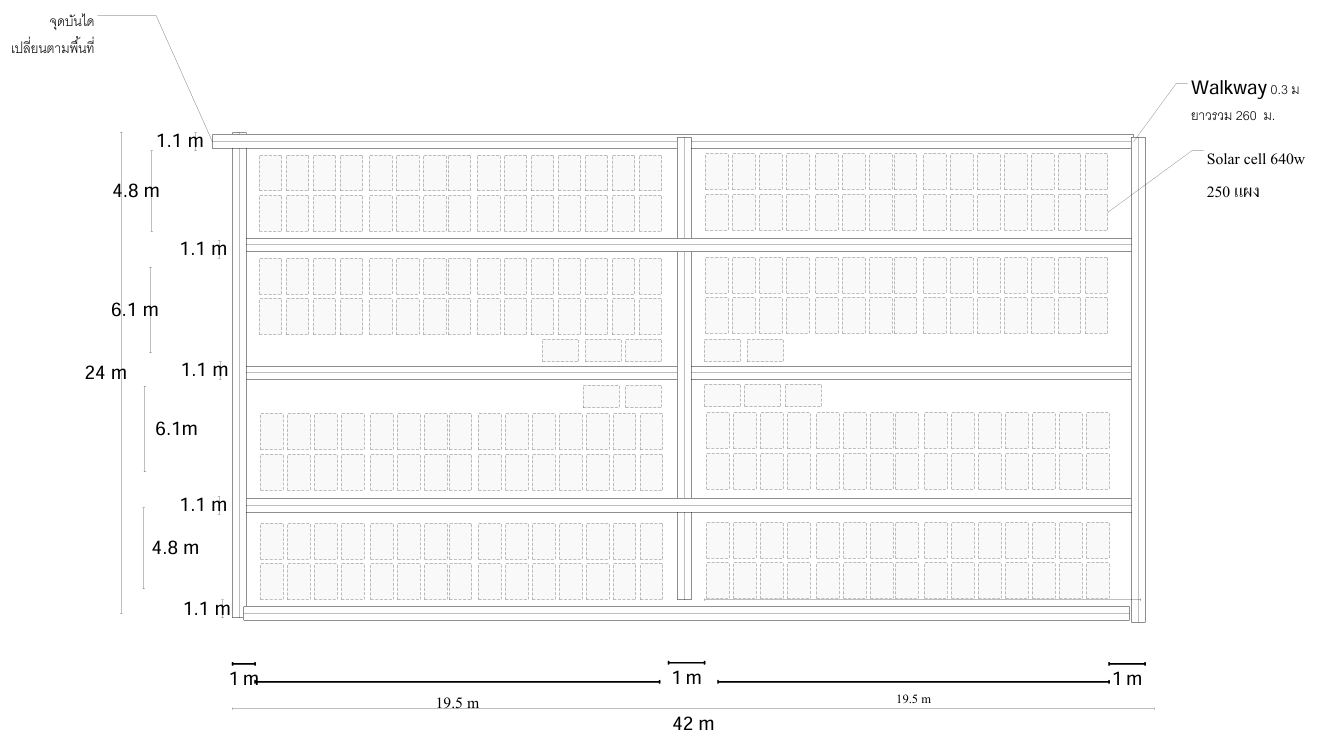 จุดบันได
เปลี่ยนตามพื้นที่
Walkway 0.3 ม
ยาวรวม 260 ม.
Solar cell 640w
250 แผง
1.1 m
4.8 m
1.1 m
6.1 m
1.1 m
24 m
6.1m
1.1 m
4.8 m
1.1 m
1 m
1 m
1 m
19.5 m
19.5 m
42 m